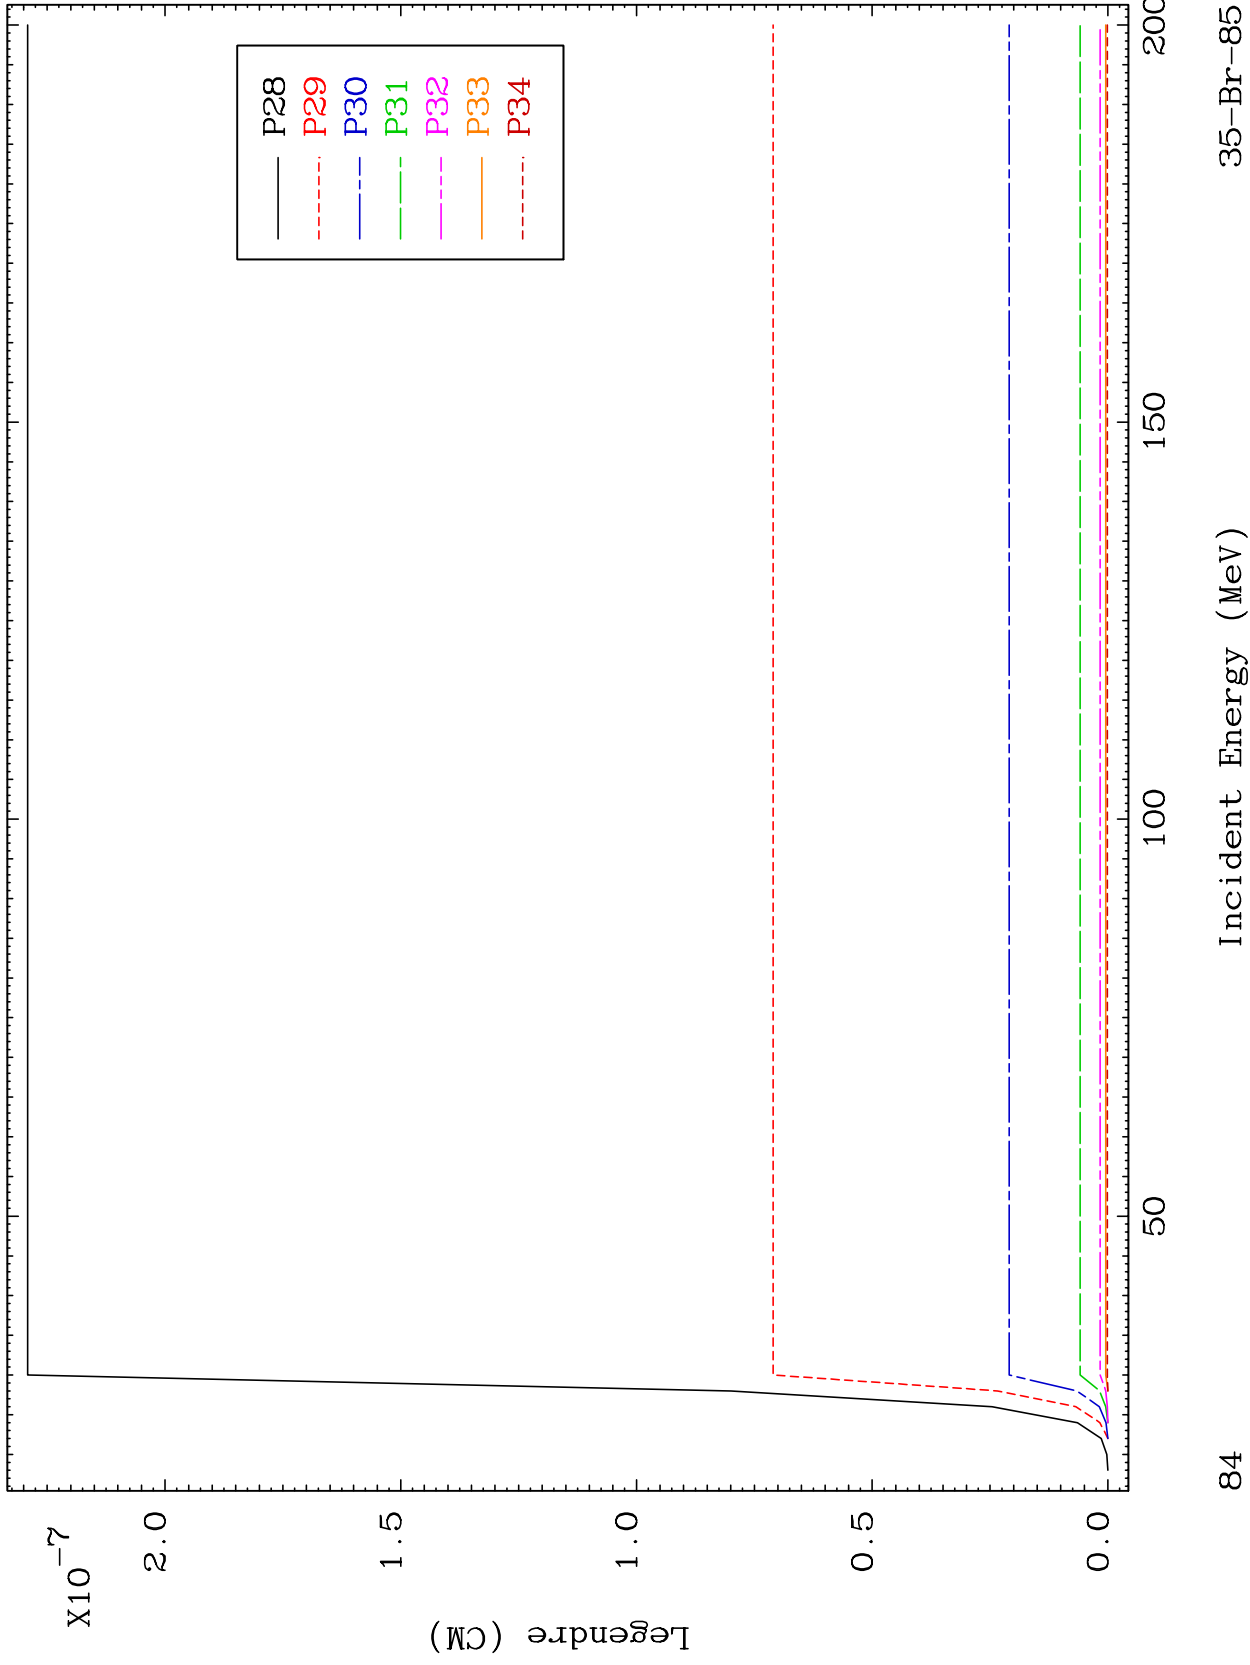 X10⁻⁷
2.0
1.5
1.0
0.5
0.0
Legendre (CM)
P28
P29
P30
P31
P32
P33
P34
50 100 150 200
Incident Energy (MeV)
84 35-Br-85